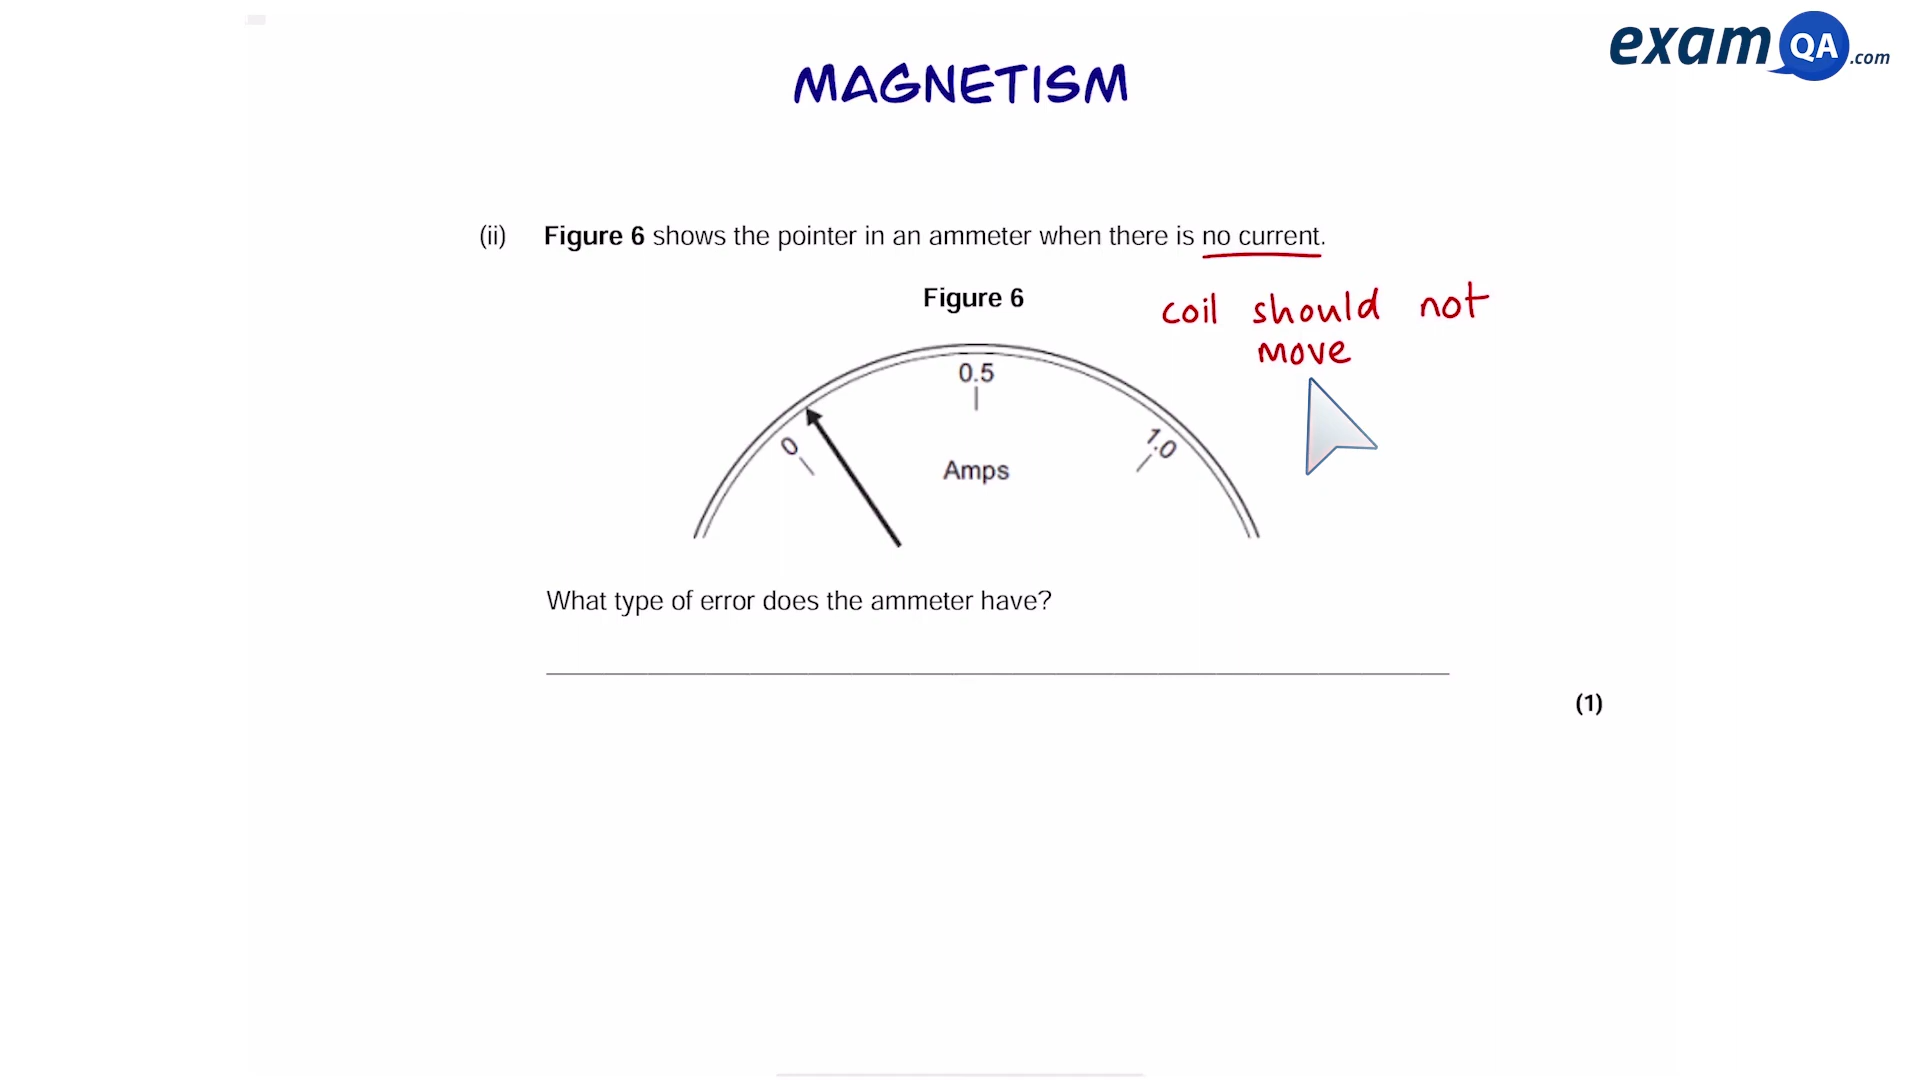 examQA.com
MAGNETISM
(ii) Figure 6 shows the pointer in an ammeter when there is no current.
Figure 6
coil should not
move
0.5
0
1.0
Amps
What type of error does the ammeter have?
(1)